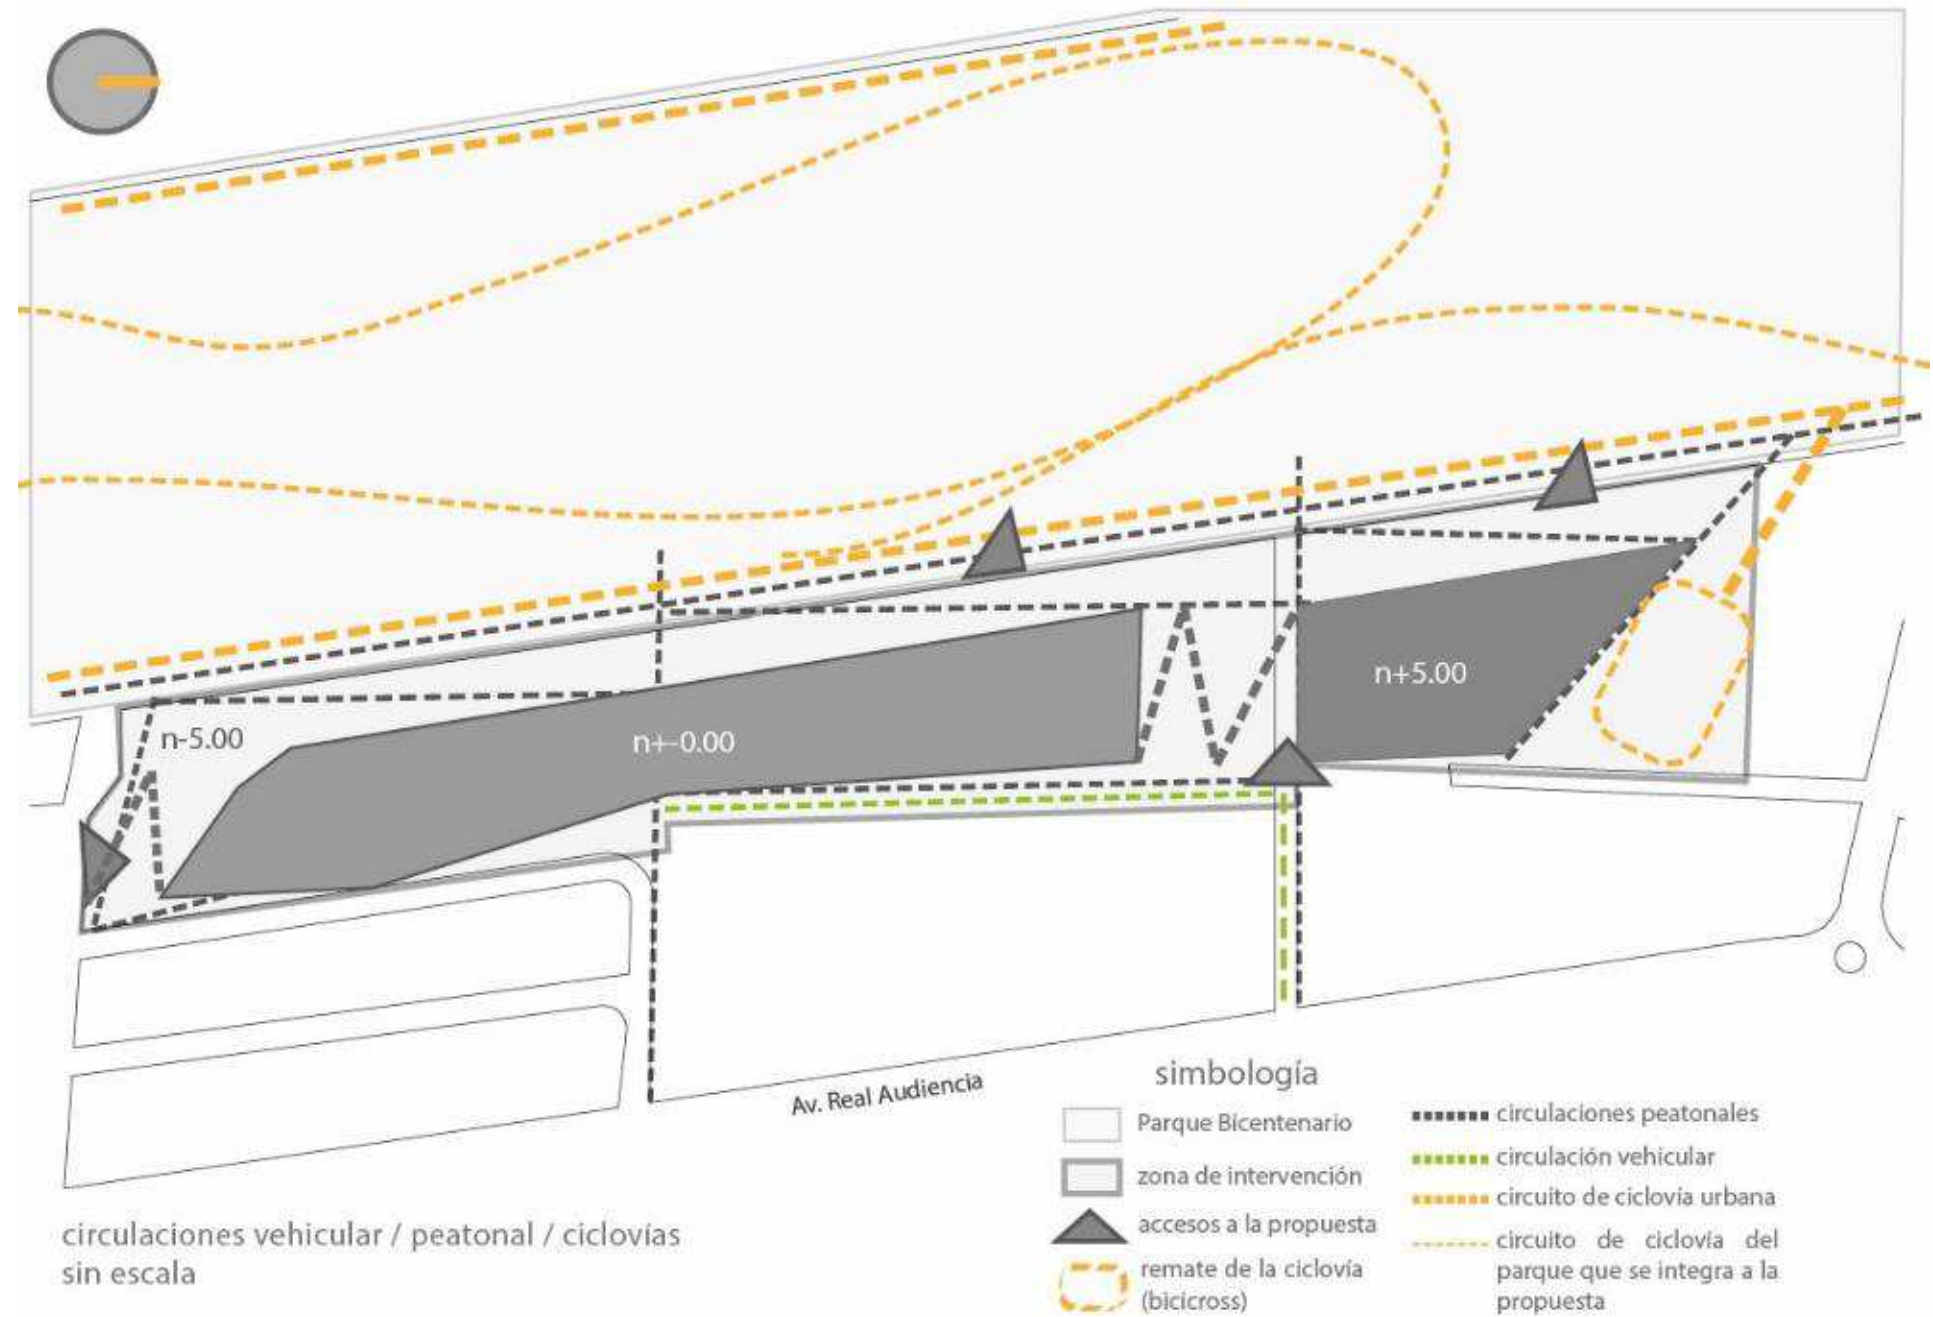 n+5.00
n-5.00
n+-0.00
Av. Real Audiencia
simbología
Parque Bicentenario
zona de intervención
accesos a la propuesta
remate de la ciclovía
(bicicross)
circulaciones peatonales
circulación vehicular
circuito de ciclovía urbana
circuito de ciclovía del
parque que se integra a la
propuesta
circulaciones vehicular / peatonal / ciclovías
sin escala